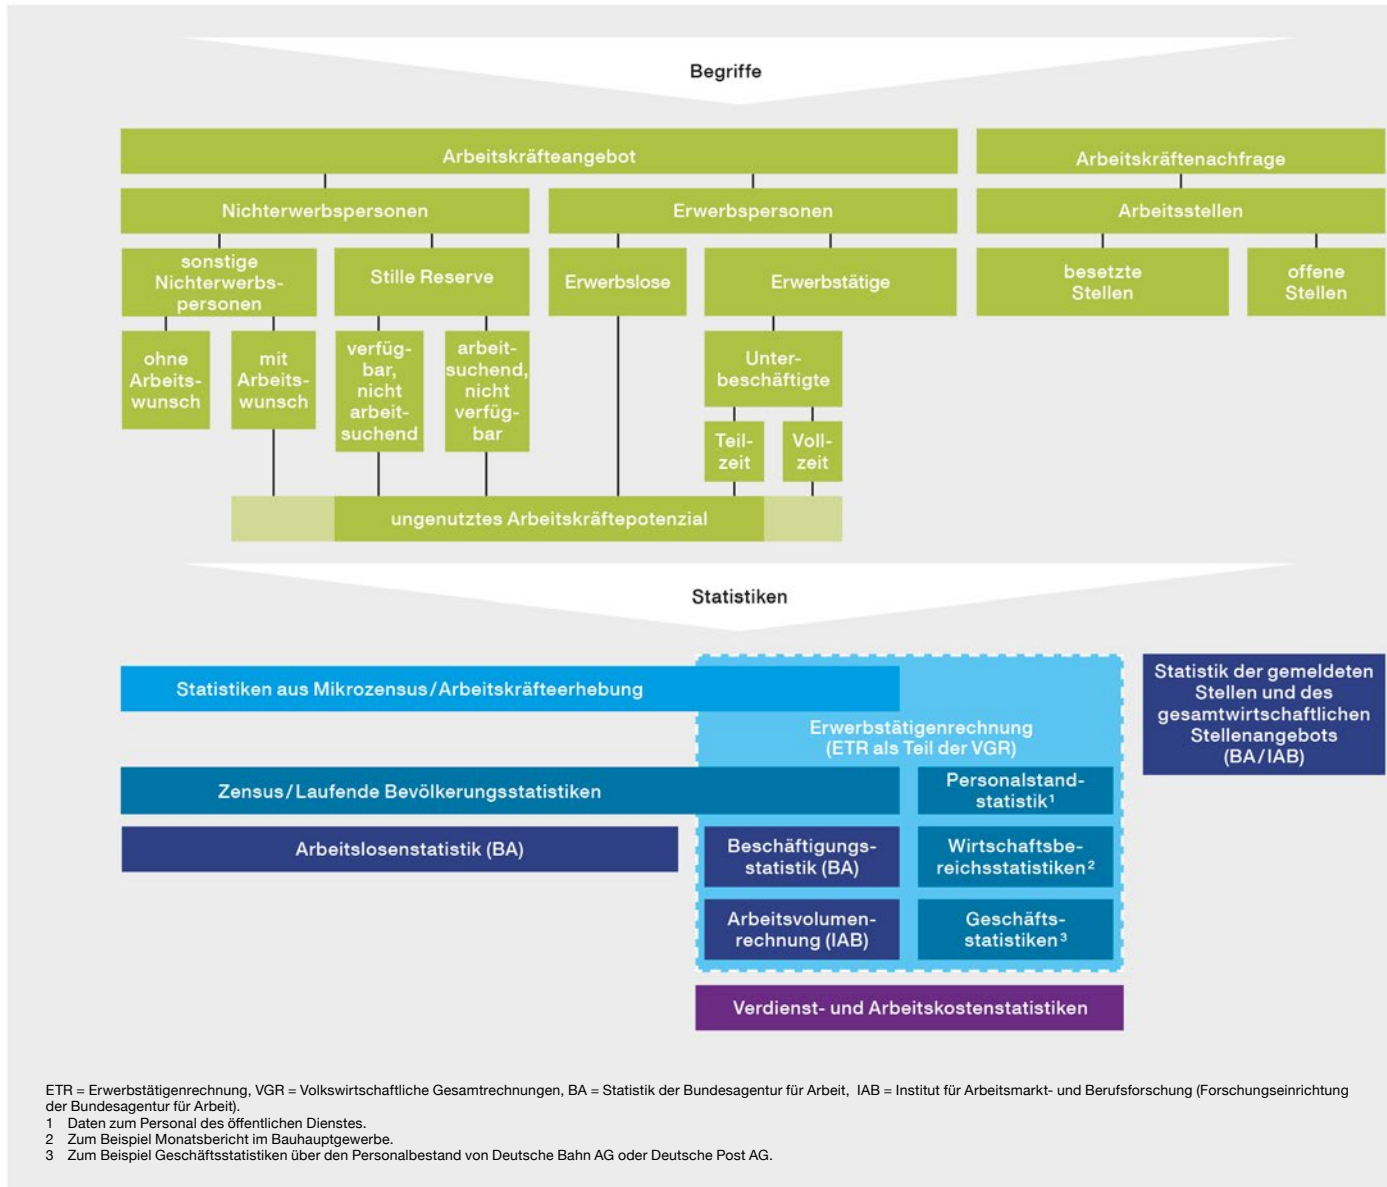 Begriffe
Arbeitskräfteangebot
Arbeitskräftenachfrage
Nichterwerbspersonen
Erwerbspersonen
Arbeitsstellen
sonstige
Nichterwerbs-
personen
Stille Reserve
Erwerbslose
Erwerbstätige
besetzte
Stellen
offene
Stellen
ohne
Arbeits-
wunsch
mit
Arbeits-
wunsch
verfüg-
bar,
nicht
arbeit-
suchend
arbeit-
suchend,
nicht
verfüg-
bar
Unter-
beschäftigte
Teil-
zeit
Voll-
zeit
ungenutztes Arbeitskräftepotenzial
Statistiken
Statistiken aus Mikrozensus/Arbeitskräfteerhebung
Erwerbstätigenrechnung
(ETR als Teil der VGR)
Statistik der gemeldeten
Stellen und des
gesamtwirtschaftlichen
Stellenangebots
(BA/IAB)
Zensus/Laufende Bevölkerungsstatistiken
Personalstand-
statistik¹
Arbeitslosenstatistik (BA)
Beschäftigungs-
statistik (BA)
Wirtschaftsbe-
reichsstatistiken²
Arbeitsvolumen-
rechnung (IAB)
Geschäfts-
statistiken³
Verdienst- und Arbeitskostenstatistiken
ETR = Erwerbstätigenrechnung, VGR = Volkswirtschaftliche Gesamtrechnungen, BA = Statistik der Bundesagentur für Arbeit, IAB = Institut für Arbeitsmarkt- und Berufsforschung (Forschungseinrichtung
der Bundesagentur für Arbeit).
1 Daten zum Personal des öffentlichen Dienstes.
2 Zum Beispiel Monatsbericht im Bauhauptgewerbe.
3 Zum Beispiel Geschäftsstatistiken über den Personalbestand von Deutsche Bahn AG oder Deutsche Post AG.